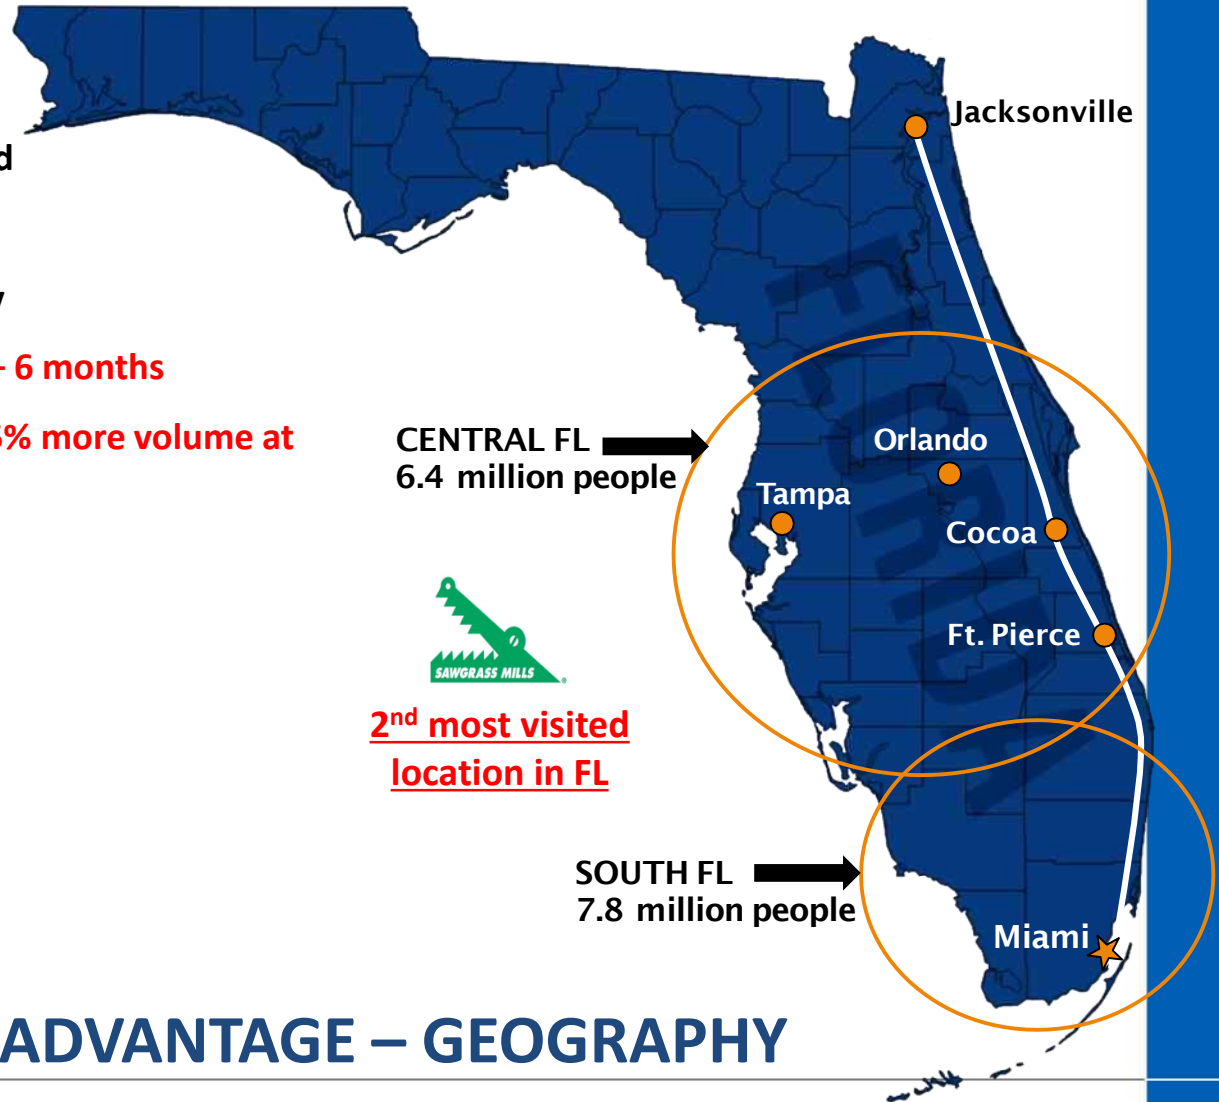 Jacksonville
d
y
– 6 months
% more volume at
CENTRAL FL
6.4 million people
Orlando
Tampa
Cocoa
Ft. Pierce
FLORIDA
SAWGRASS MILLS
2nd most visited
location in FL
SOUTH FL
7.8 million people
Miami
ADVANTAGE – GEOGRAPHY